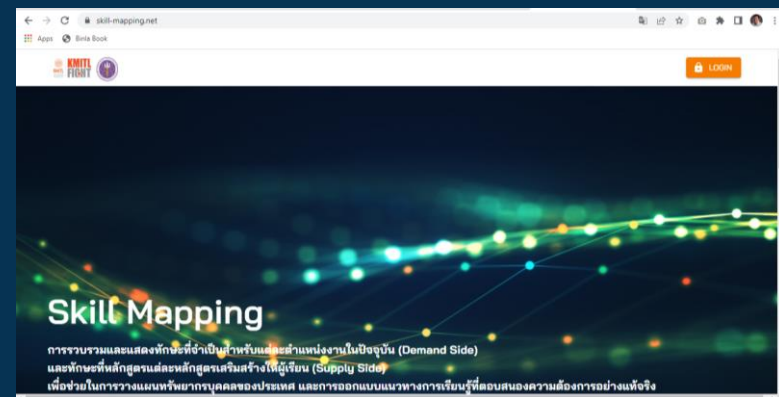 skill-mapping.net
Apps Binla Book
KMITL
FIGHT
LOGIN
Skill Mapping
การรวบรวมและแสดงทักษะที่จำเป็นสำหรับแต่ละตำแหน่งงานในปัจจุบัน (Demand Side)
และทักษะที่หลักสูตรแต่ละหลักสูตรเสริมสร้างให้ผู้เรียน (Supply Side)
เพื่อช่วยในการวางแผนทรัพยากรบุคคลของประเทศ และการออกแบบแนวทางการเรียนรู้ที่ตอบสนองความต้องการอย่างแท้จริง